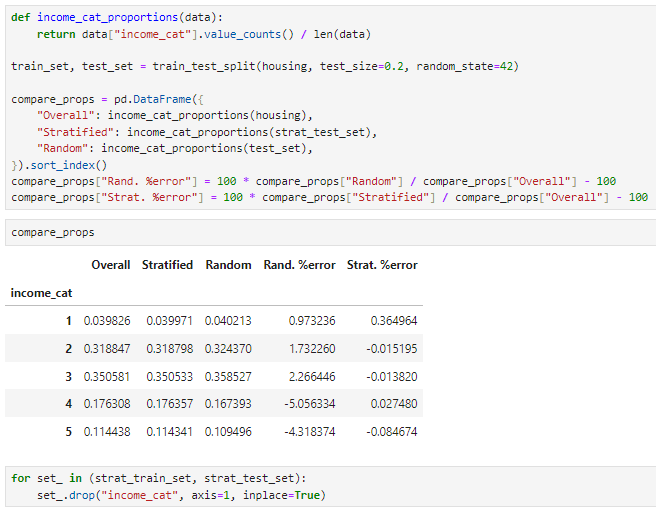 def income_cat_proportions(data):
    return data["income_cat"].value_counts() / len(data)
train_set, test_set = train_test_split(housing, test_size=0.2, random_state=42)
compare_props = pd.DataFrame({
    "Overall": income_cat_proportions(housing),
    "Stratified": income_cat_proportions(strat_test_set),
    "Random": income_cat_proportions(test_set),
}).sort_index()
compare_props["Rand. %error"] = 100 * compare_props["Random"] / compare_props["Overall"] - 100
compare_props["Strat. %error"] = 100 * compare_props["Stratified"] / compare_props["Overall"] - 100
compare_props
Overall Stratified Random Rand. %error Strat. %error
income_cat
1 0.039826 0.039971 0.040213 0.973236 0.364964
2 0.318847 0.318798 0.324370 1.732260 -0.015195
3 0.350581 0.350533 0.358527 2.266446 -0.013820
4 0.176308 0.176357 0.167393 -5.056334 0.027480
5 0.114438 0.114341 0.109496 -4.318374 -0.084674
for set_ in (strat_train_set, strat_test_set):
    set_.drop("income_cat", axis=1, inplace=True)